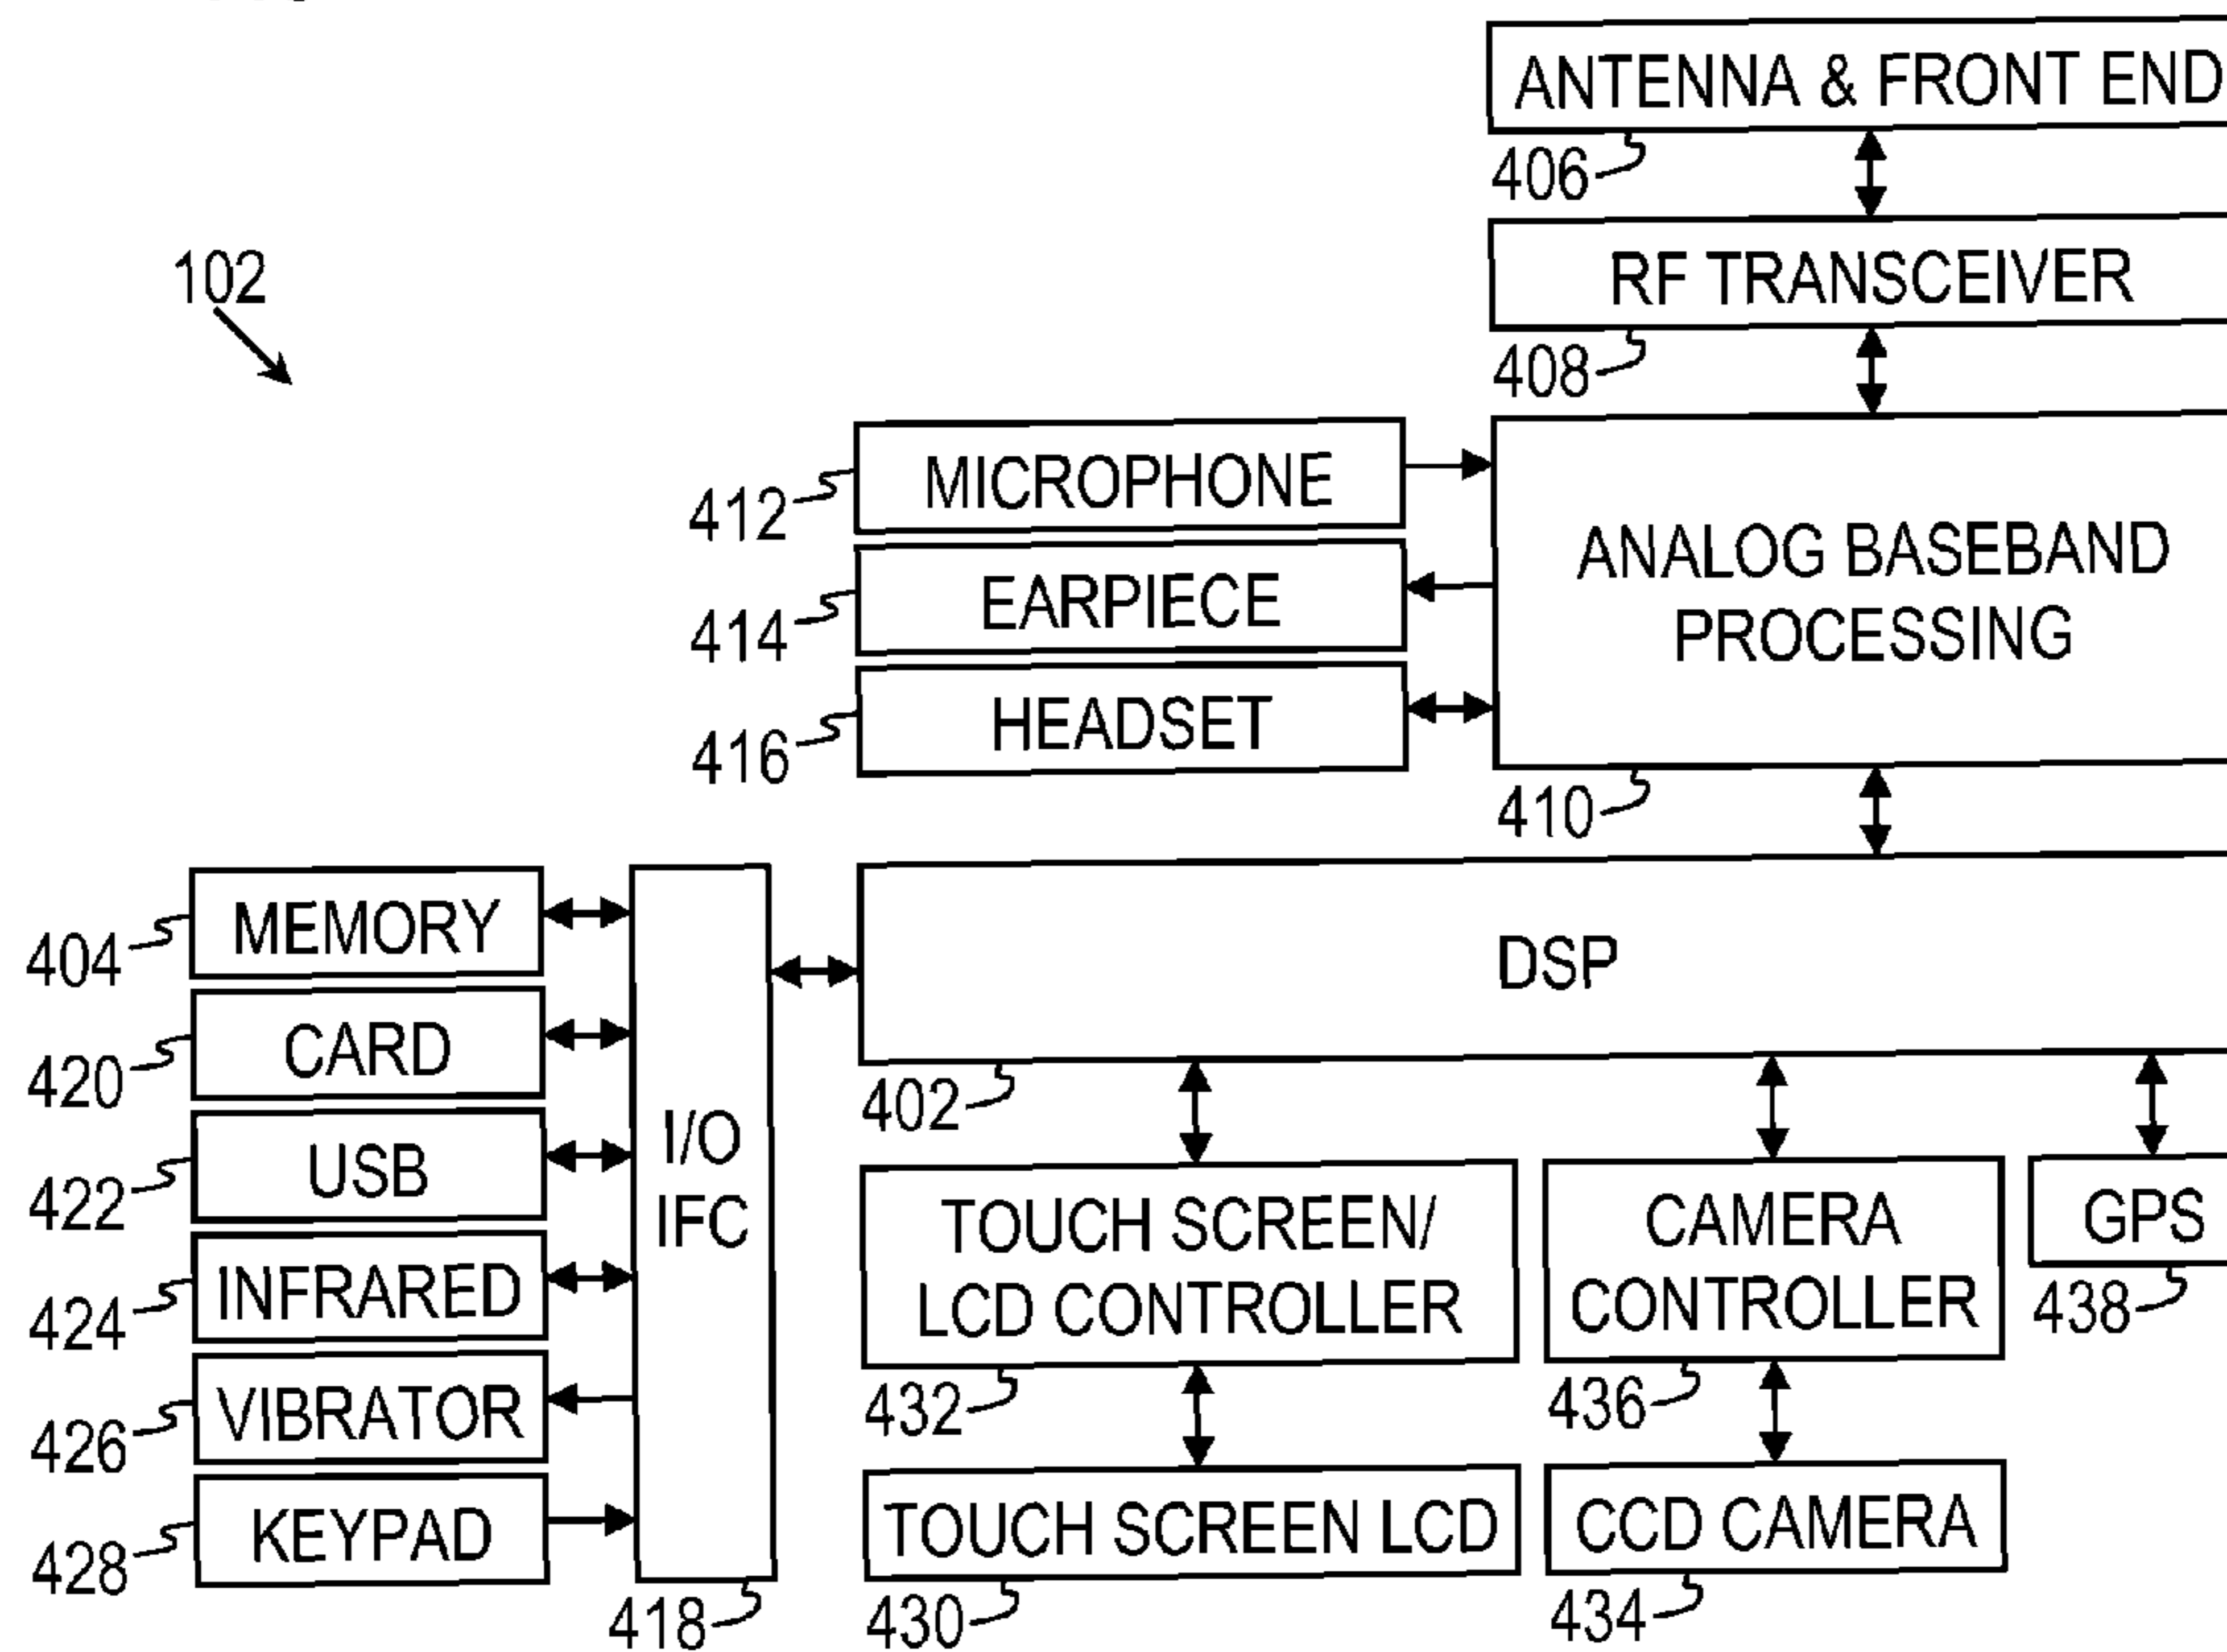 ANTENNA & FRONT END
406
RF TRANSCEIVER
102
408
MICROPHONE
412
ANALOG BASEBAND
PROCESSING
EARPIECE
414
HEADSET
416
410
MEMORY
404
DSP
CARD
420
402
I/O
IFC
USB
422
TOUCH SCREEN/
LCD CONTROLLER
CAMERA
CONTROLLER
GPS
438
INFRARED
424
432
436
VIBRATOR
426
KEYPAD
428
TOUCH SCREEN LCD
CCD CAMERA
418
430
434